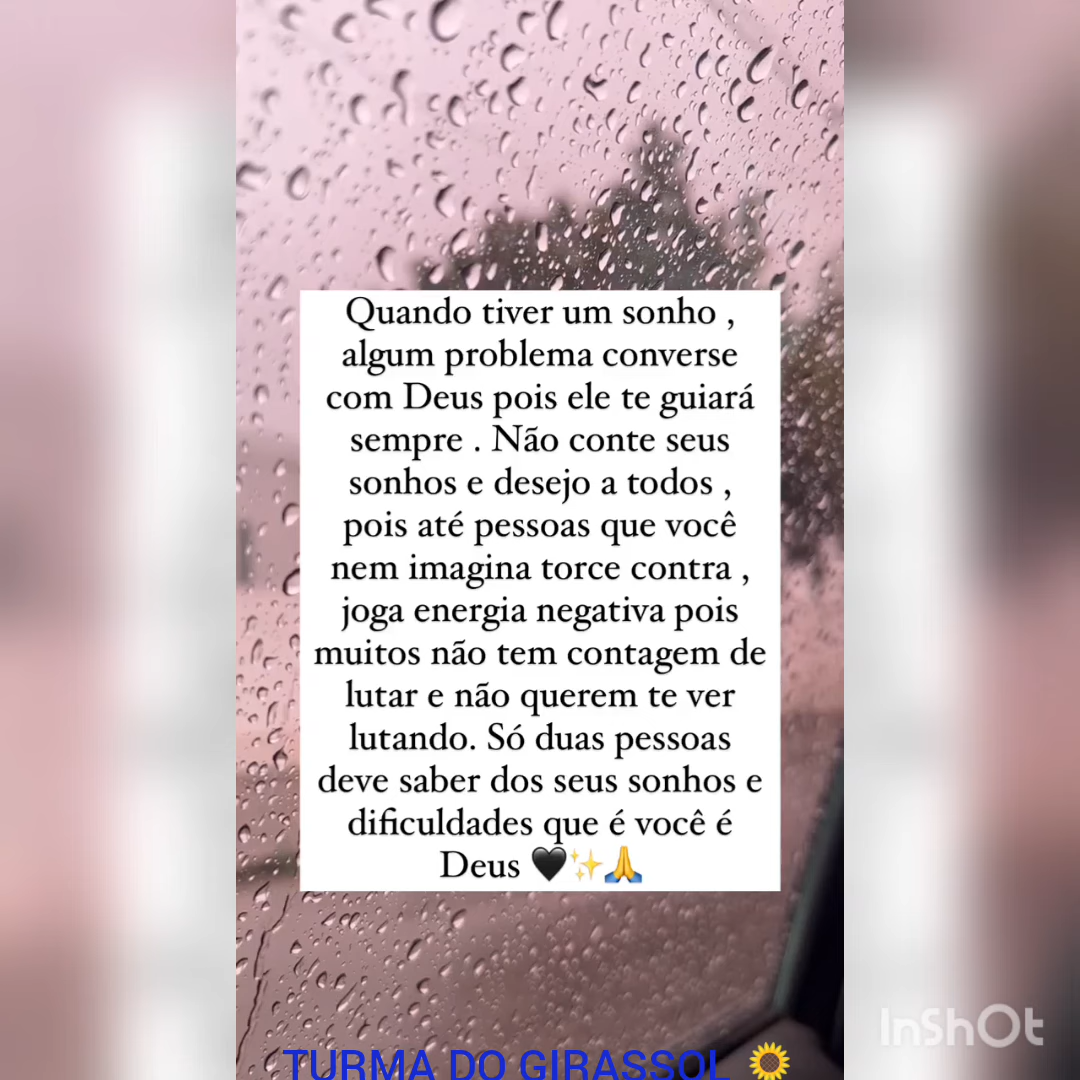 Quando tiver um sonho ,
algum problema converse
com Deus pois ele te guiará
sempre . Não conte seus
sonhos e desejo a todos ,
pois até pessoas que você
nem imagina torce contra ,
joga energia negativa pois
muitos não tem contagem de
lutar e não querem te ver
lutando. Só duas pessoas
deve saber dos seus sonhos e
dificuldades que é você é
Deus 🖤✨🙏
InShOt
TURMA DO GIRASSOL 🌻